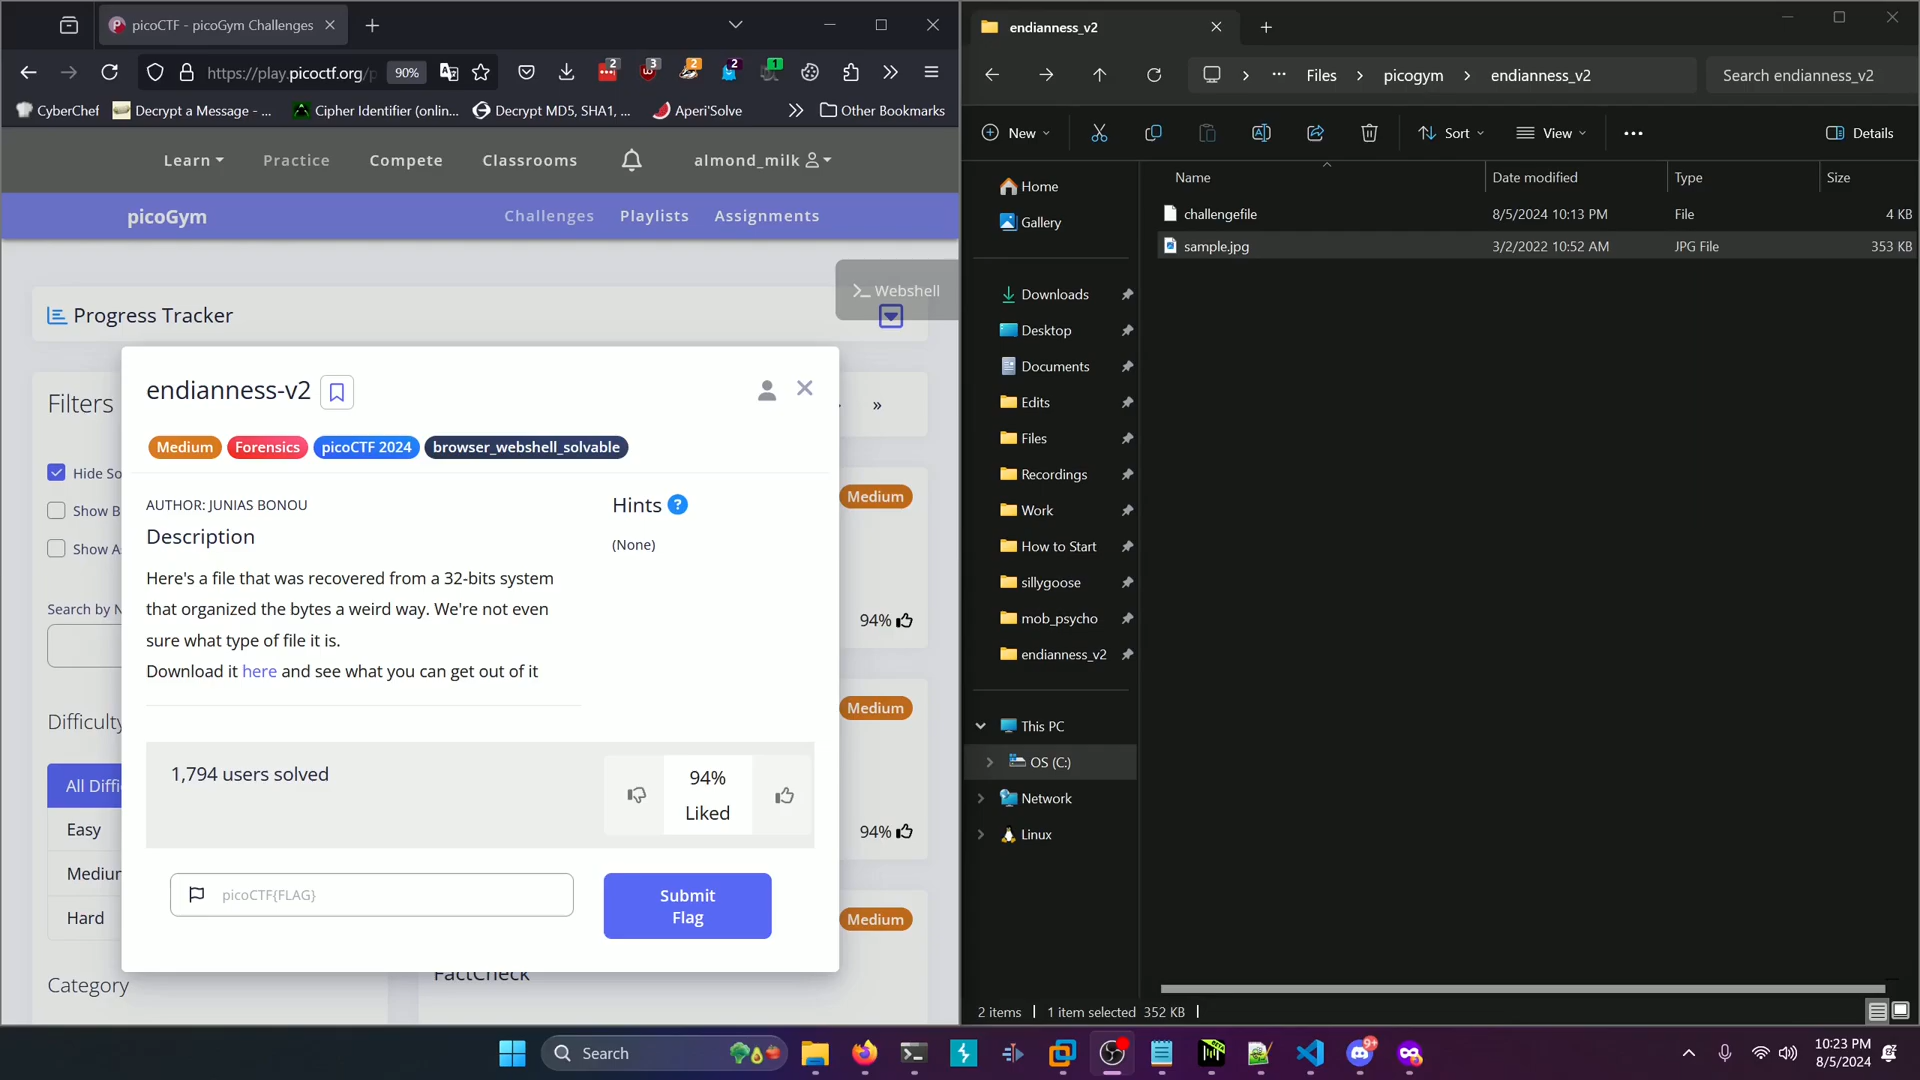 picoCTF - picoGym Challenges
https://play.picoctf.org/p
90%
2
3
2
2
1
CyberChef
Decrypt a Message - ...
Cipher Identifier (onlin...
Decrypt MD5, SHA1, ...
Aperi'Solve
Other Bookmarks
Learn
Practice
Compete
Classrooms
almond_milk
picoGym
Challenges
Playlists
Assignments
Webshell
Progress Tracker
Filters
»
Hide So
Show B
Show A
Search by N
Difficulty
All Diffi
Easy
Medium
Hard
Category
endianness-v2
Medium
Forensics
picoCTF 2024
browser_webshell_solvable
AUTHOR: JUNIAS BONOU
Description
Here's a file that was recovered from a 32-bits system
that organized the bytes a weird way. We're not even
sure what type of file it is.
Download it here and see what you can get out of it
Hints ?
(None)
1,794 users solved
94%
Liked
picoCTF{FLAG}
Submit
Flag
Medium
94%
Medium
94%
Medium
FactCheck
endianness_v2
Files
picogym
endianness_v2
Search endianness_v2
New
Sort
View
Details
Name
Date modified
Type
Size
challengefile
8/5/2024 10:13 PM
File
4 KB
sample.jpg
3/2/2022 10:52 AM
JPG File
353 KB
Home
Gallery
Downloads
Desktop
Documents
Edits
Files
Recordings
Work
How to Start
sillygoose
mob_psycho
endianness_v2
This PC
OS (C:)
Network
Linux
2 items
1 item selected 352 KB
Search
9+
10:23 PM
8/5/2024